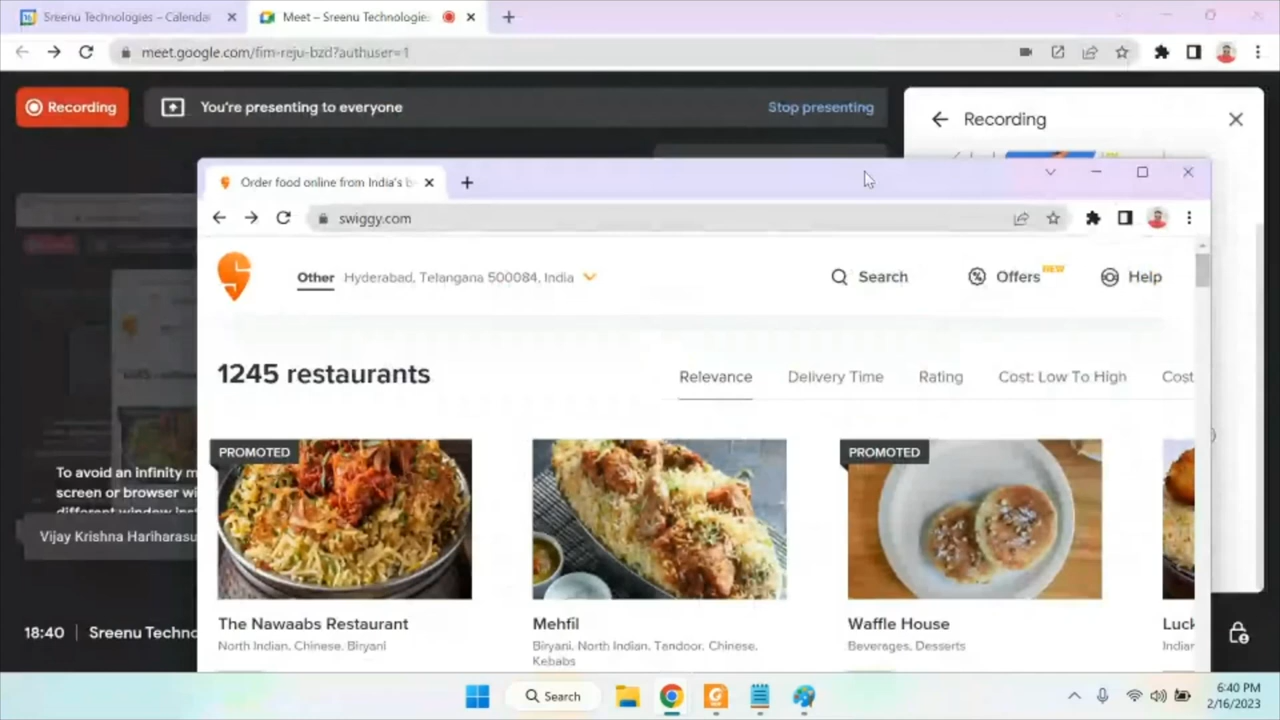 Sreenu Technologies – Calenda
Meet – Sreenu Technologies
meet.google.com/fim-reju-bzd?authuser=1
Recording
You're presenting to everyone
Stop presenting
Recording
Order food online from India's b
swiggy.com
Other
Hyderabad, Telangana 500084, India
Search
Offers
NEW
Help
1245 restaurants
Relevance
Delivery Time
Rating
Cost: Low To High
Cost
PROMOTED
PROMOTED
To avoid an infinity m
screen or browser wi
different window
Vijay Krishna Hariharasu
The Nawaabs Restaurant
Mehfil
Waffle House
Luck
North Indian, Chinese, Biryani
Biryani, North Indian, Tandoor, Chinese,
Kebabs
Beverages, Desserts
Indian
18:40
Sreenu Techno
Search
6:40 PM
2/16/2023